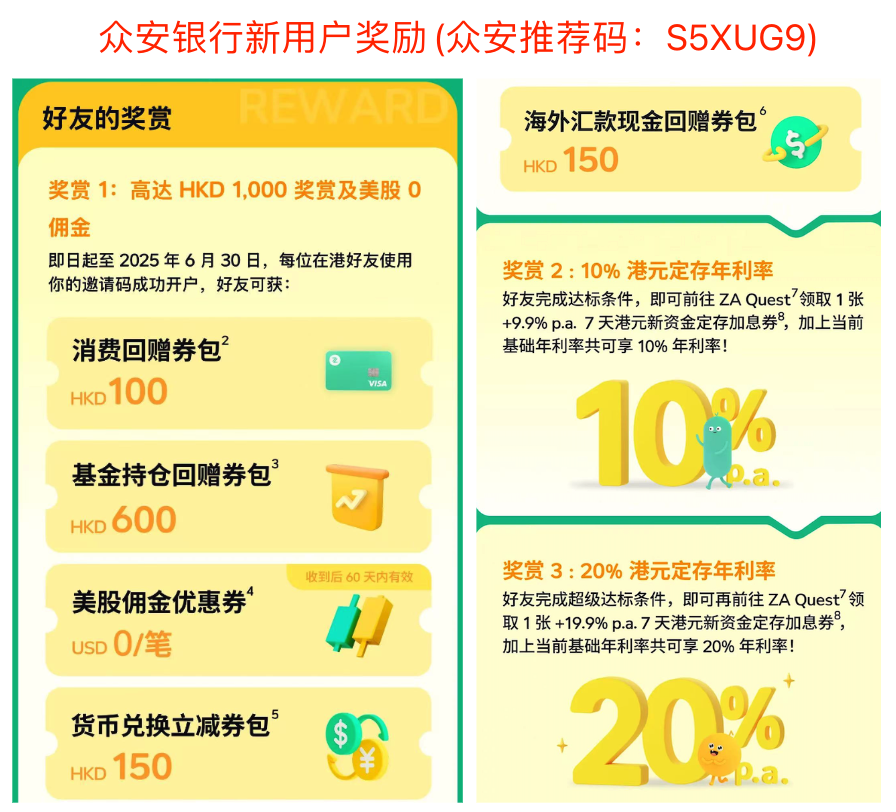 众安银行新用户奖励 (众安推荐码：S5XUG9)
REWARD
好友的奖赏
奖赏 1：高达 HKD 1,000 奖赏及美股 0
佣金
即日起至 2025 年 6 月 30 日，每位在港好友使用
你的邀请码成功开户，好友可获：
消费回赠券包2
HKD 100
VISA
基金持仓回赠券包3
HKD 600
收到后 60 天内有效
美股佣金优惠券4
USD 0/笔
货币兑换立减券包5
HKD 150
海外汇款现金回赠券包6
HKD 150
奖赏 2 : 10% 港元定存年利率
好友完成达标条件，即可前往 ZA Quest7领取 1 张
+9.9% p.a. 7 天港元新资金定存加息券8，加上当前
基础年利率共可享 10% 年利率！
10%
p.a.
奖赏 3 : 20% 港元定存年利率
好友完成超级达标条件，即可再前往 ZA Quest7领
取 1 张 +19.9% p.a. 7 天港元新资金定存加息券8，
加上当前基础年利率共可享 20% 年利率！
20%
p.a.